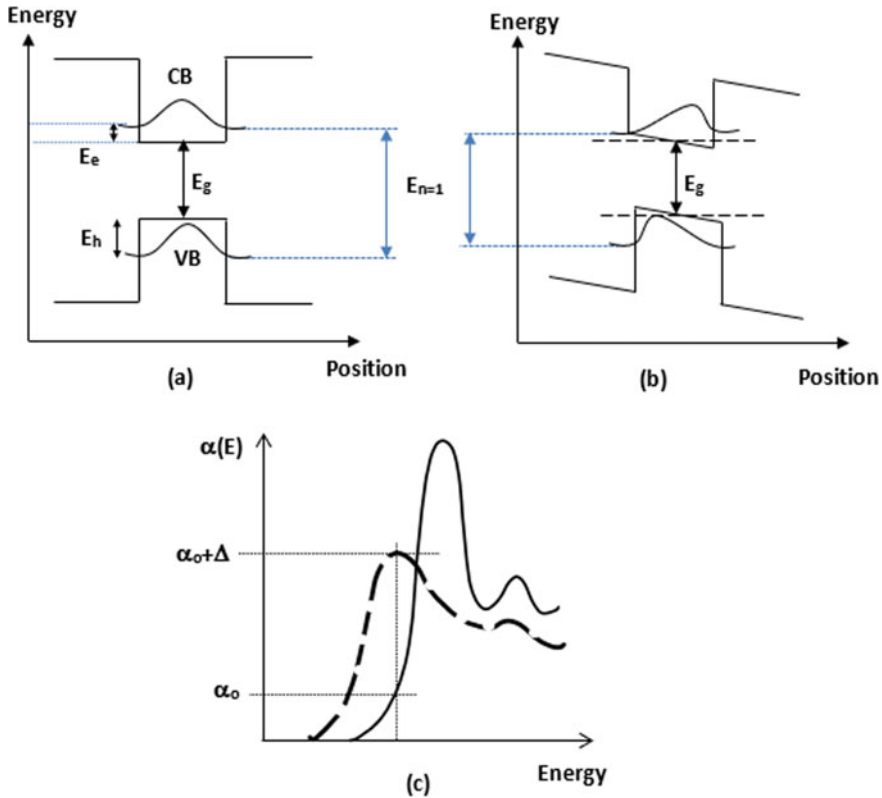 Energy
CB
Ee
Eg
Eh
VB
En=1
Position
(a)
Energy
Eg
Position
(b)
α(E)
αo+Δ
αo
Energy
(c)